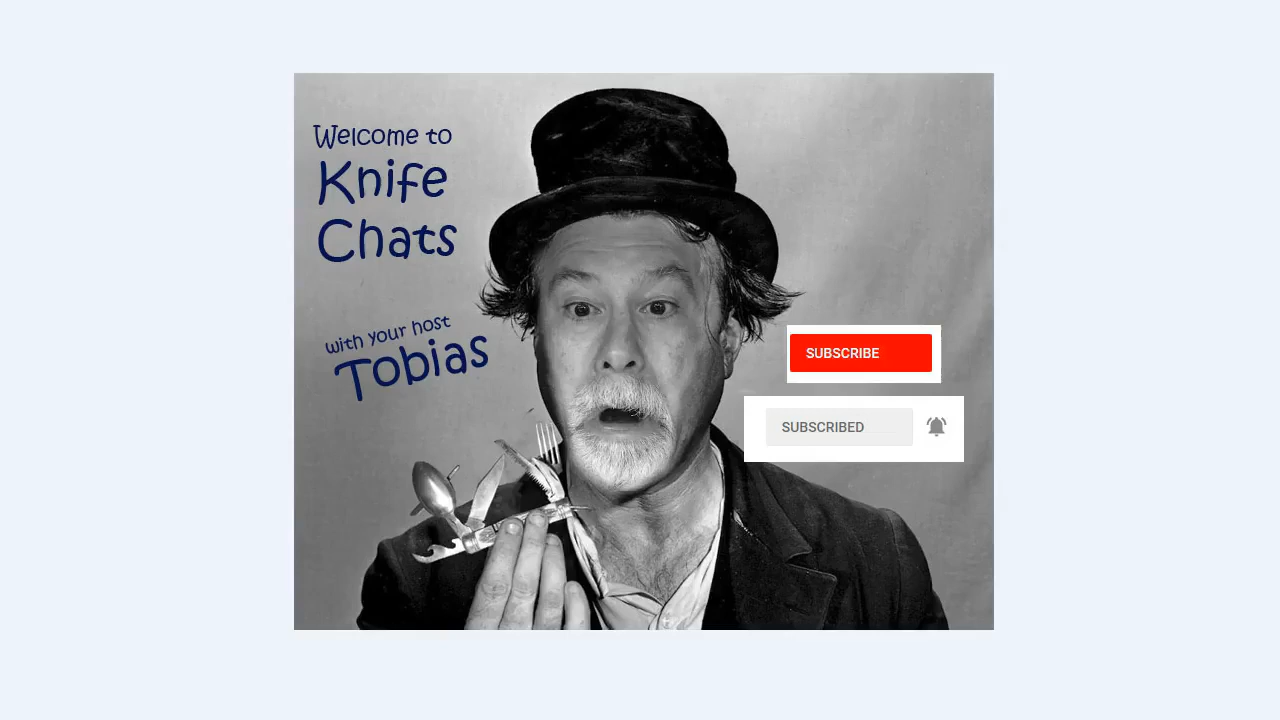 Welcome to
Knife
Chats
with your host
Tobias
SUBSCRIBE
SUBSCRIBED